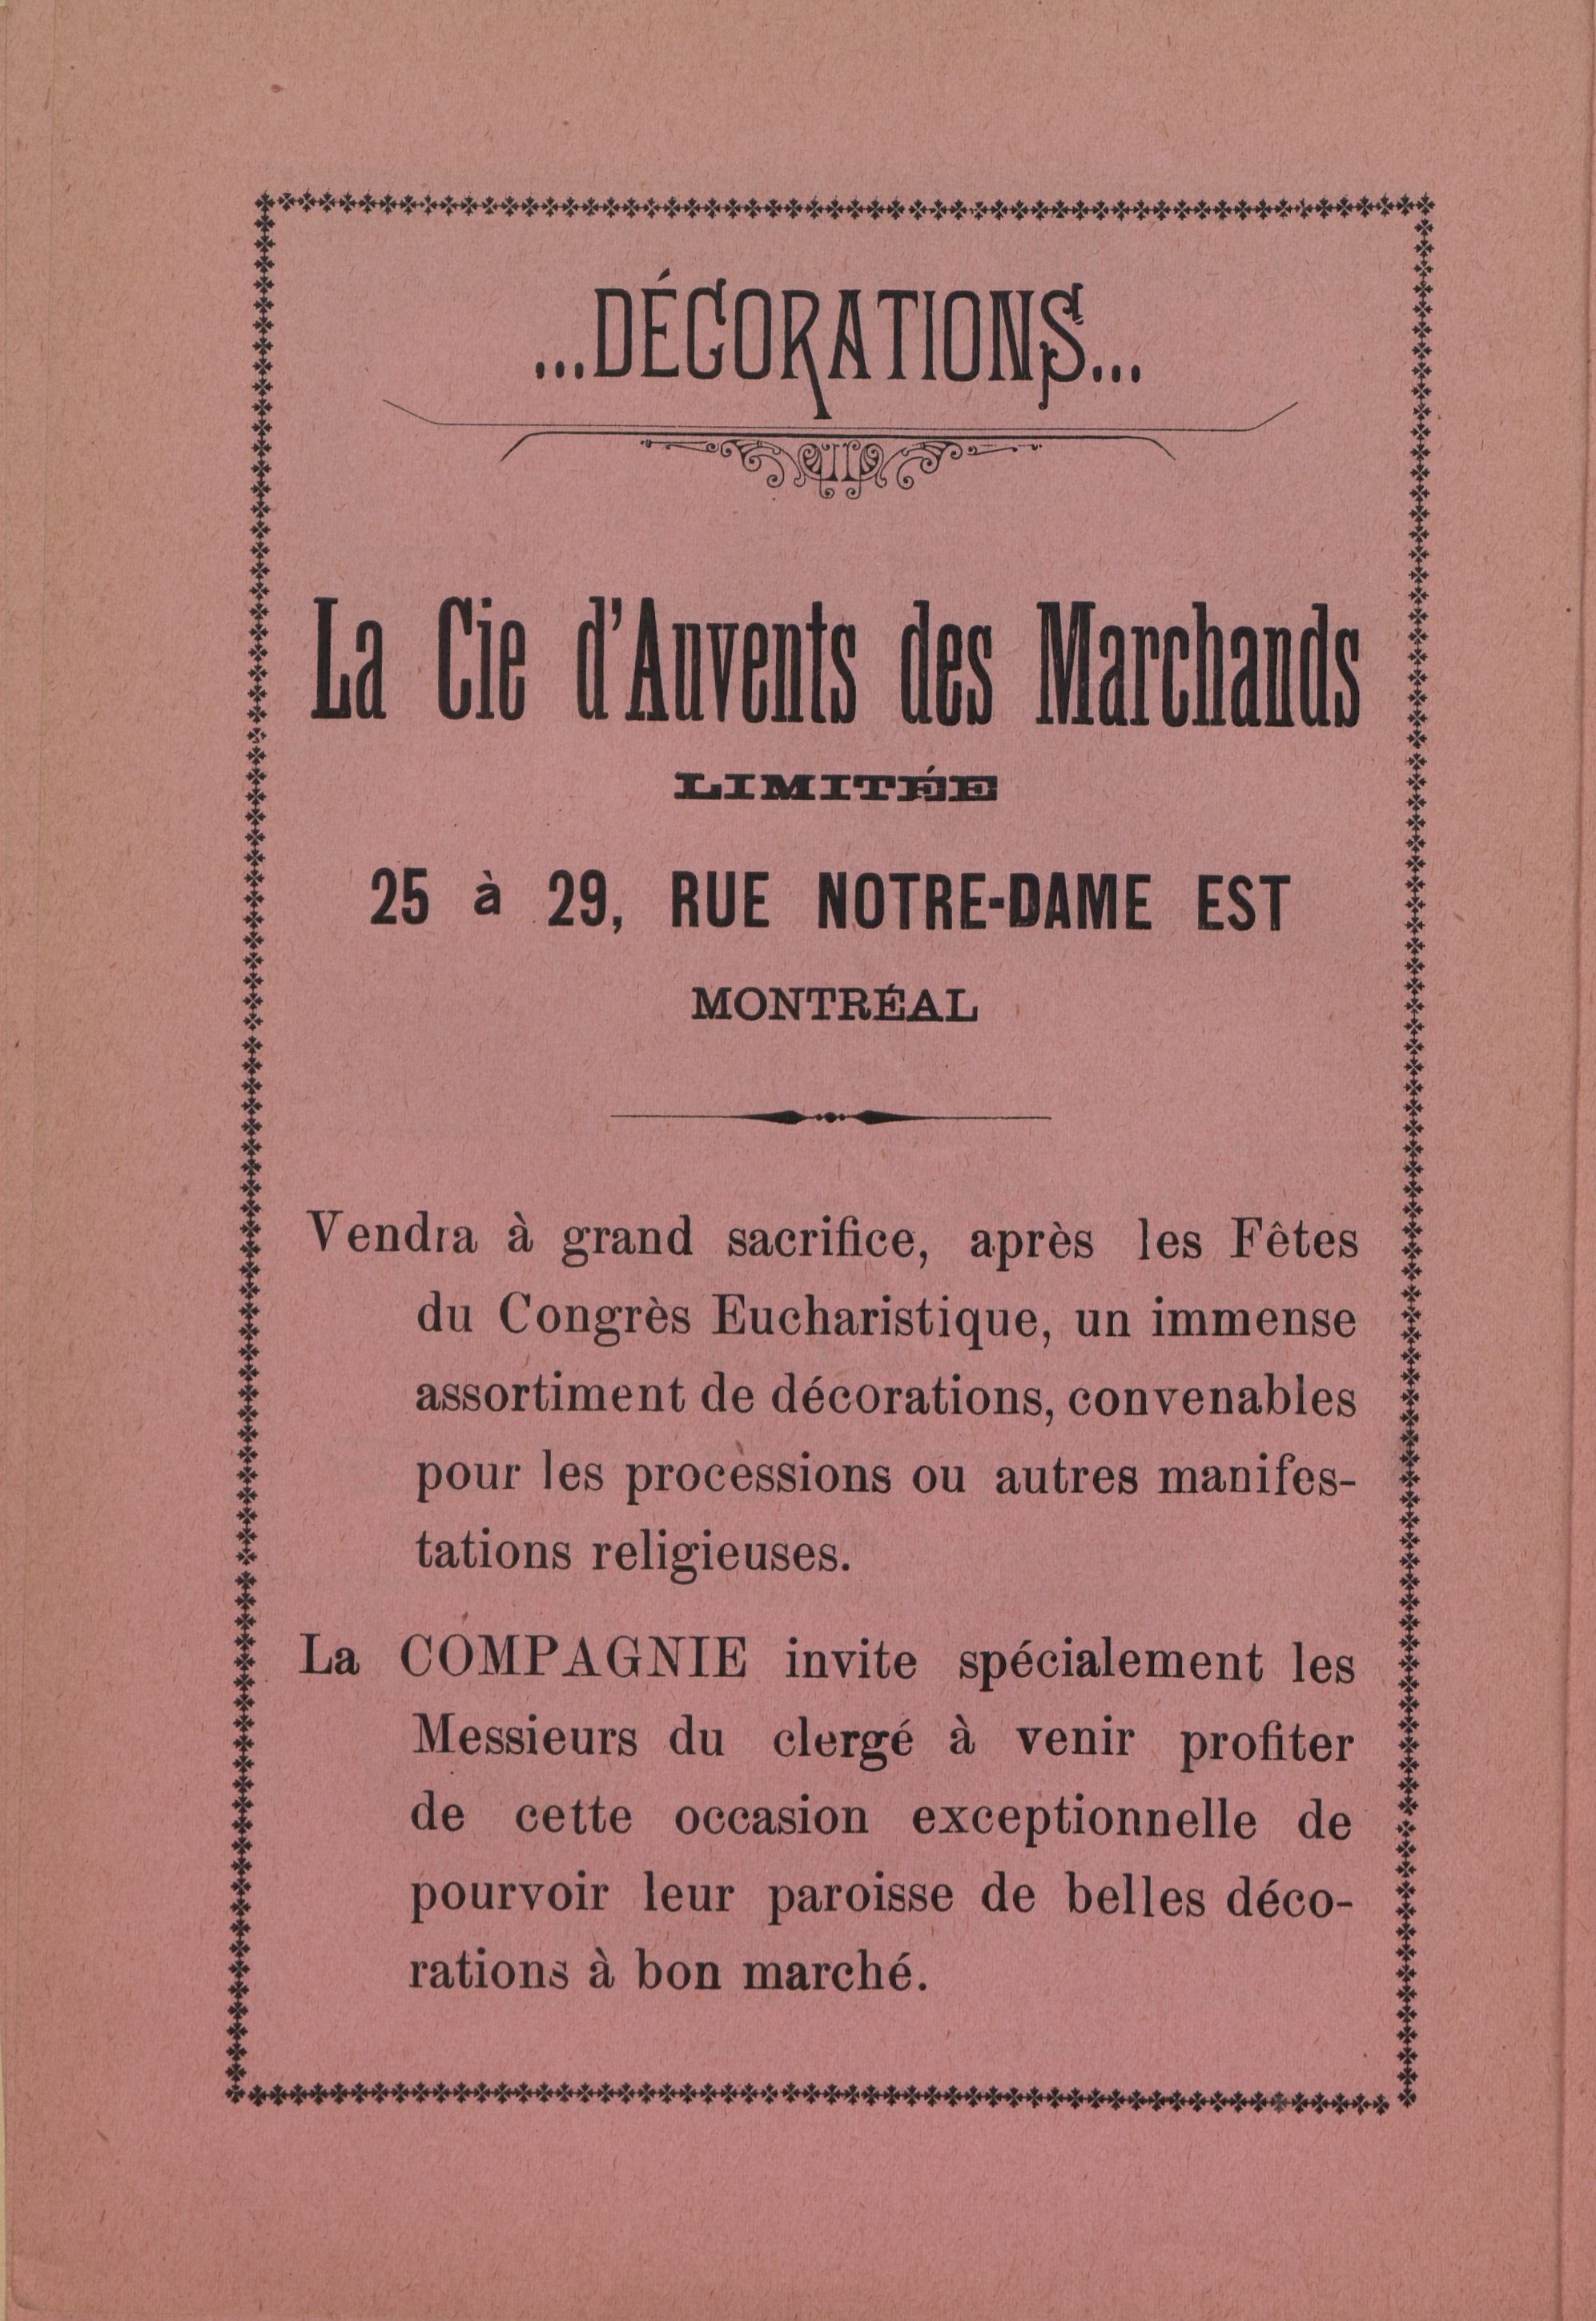 ...DÉCORATIONS...
La Cie d'Auvents des Marchands
LIMITÉE
25 à 29, RUE NOTRE-DAME EST
MONTRÉAL
Vendra à grand sacrifice, après les Fêtes
du Congrès Eucharistique, un immense
assortiment de décorations, convenables
pour les processions ou autres manifes-
tations religieuses.
La COMPAGNIE invite spécialement les
Messieurs du clergé à venir profiter
de cette occasion exceptionnelle de
pourvoir leur paroisse de belles déco-
rations à bon marché.